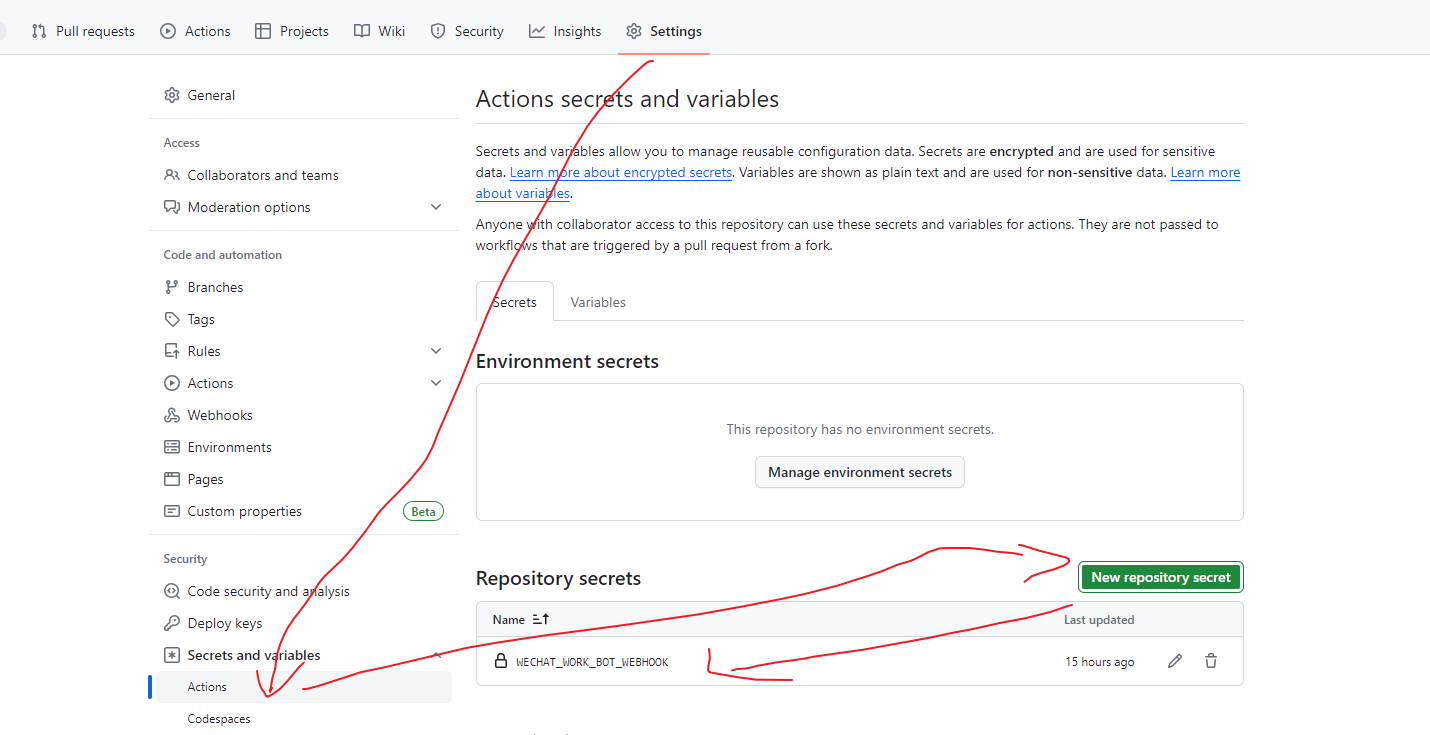 Pull requests Actions Projects Wiki Security Insights Settings
General
Access
Collaborators and teams
Moderation options
Code and automation
Branches
Tags
Rules
Actions
Webhooks
Environments
Pages
Custom properties Beta
Security
Code security and analysis
Deploy keys
Secrets and variables
Actions
Codespaces
Actions secrets and variables
Secrets and variables allow you to manage reusable configuration data. Secrets are encrypted and are used for sensitive
data. Learn more about encrypted secrets. Variables are shown as plain text and are used for non-sensitive data. Learn more
about variables.
Anyone with collaborator access to this repository can use these secrets and variables for actions. They are not passed to
workflows that are triggered by a pull request from a fork.
Secrets Variables
Environment secrets
This repository has no environment secrets.
Manage environment secrets
Repository secrets New repository secret
Name Last updated
WECHAT_WORK_BOT_WEBHOOK 15 hours ago